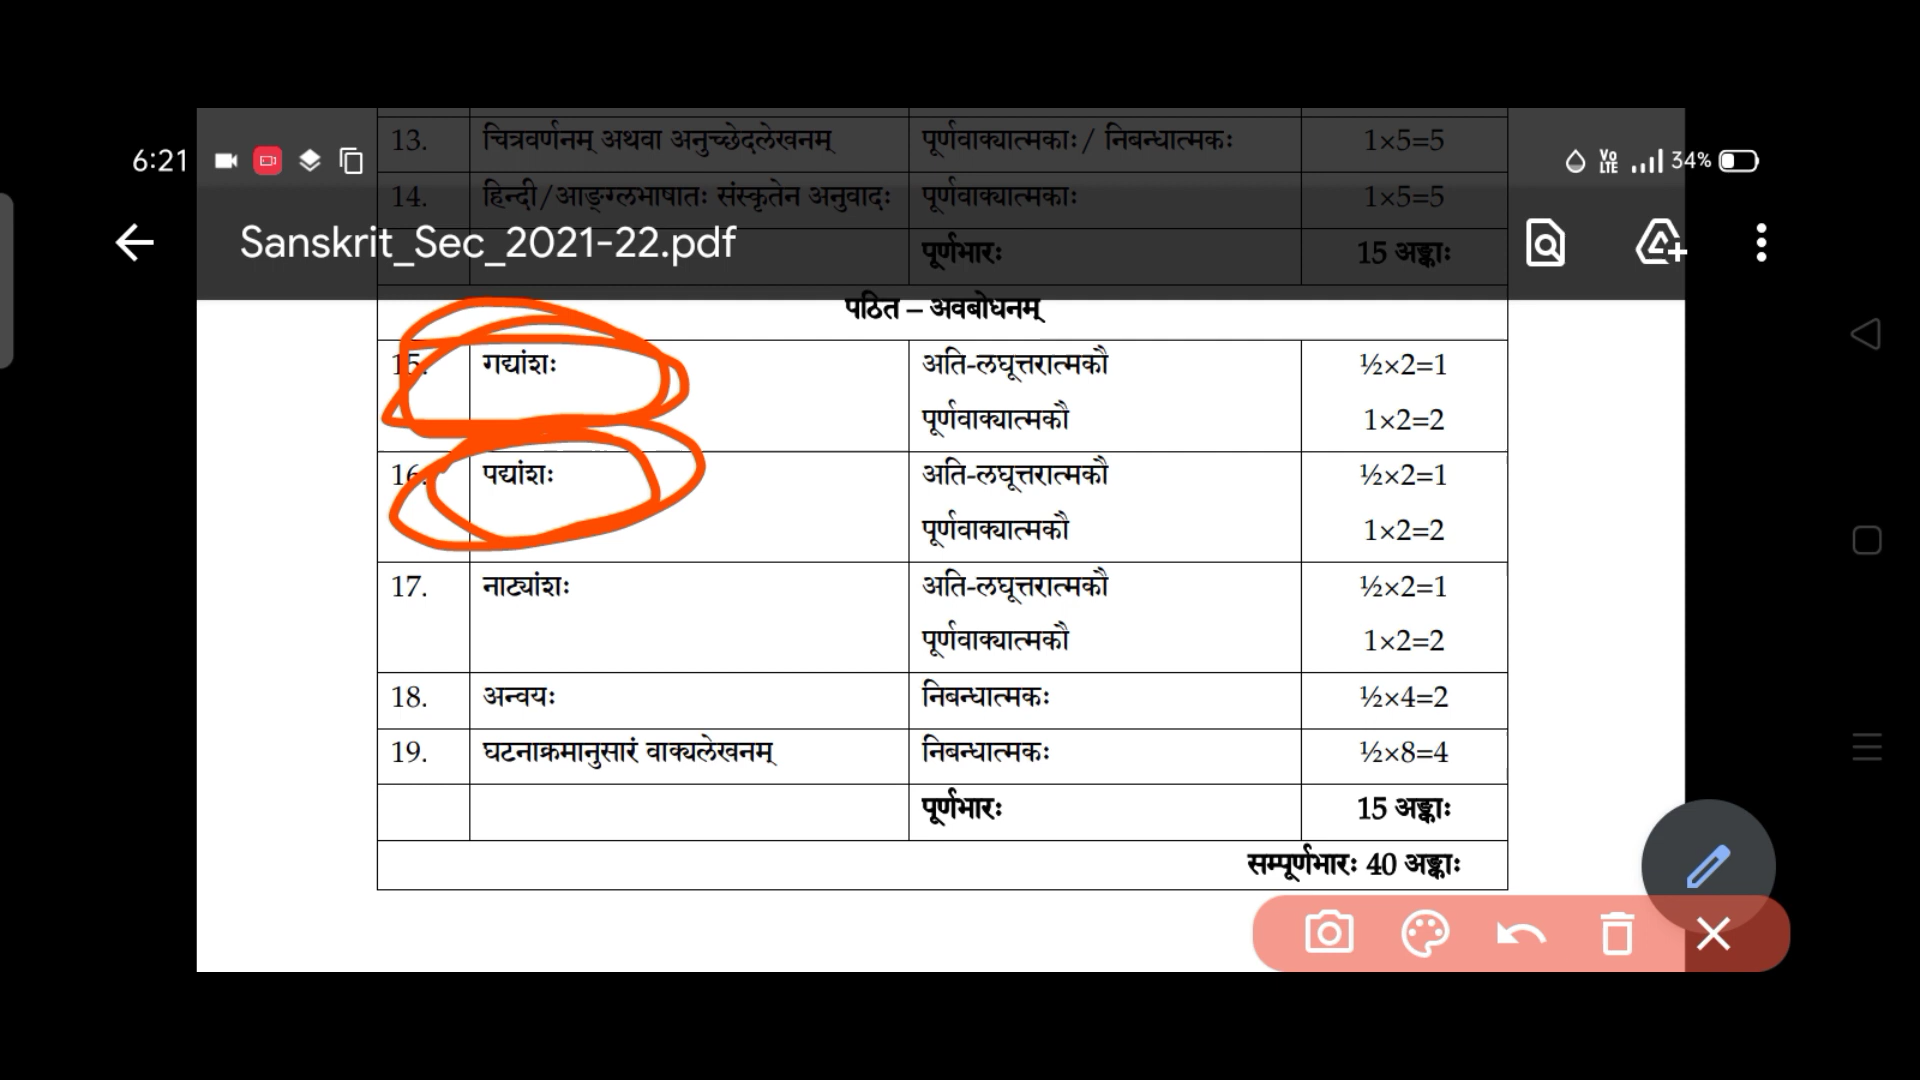 13. चित्रवर्णनम् अथवा अनुच्छेदलेखनम् पूर्णवाक्यात्मकाः / निबन्धात्मकः 1×5=5
6:21 Vo LTE 34%
14. हिन्दी/आङ्ग्लभाषातः संस्कृतेन अनुवादः पूर्णवाक्यात्मकाः 1×5=5
Sanskrit_Sec_2021-22.pdf
पूर्णभारः 15 अङ्काः
पठित – अवबोधनम्
15. गद्यांशः अति-लघूत्तरात्मकौ ½×2=1
पूर्णवाक्यात्मकौ 1×2=2
16. पद्यांशः अति-लघूत्तरात्मकौ ½×2=1
पूर्णवाक्यात्मकौ 1×2=2
17. नाट्यांशः अति-लघूत्तरात्मकौ ½×2=1
पूर्णवाक्यात्मकौ 1×2=2
18. अन्वयः निबन्धात्मकः ½×4=2
19. घटनाक्रमानुसारं वाक्यलेखनम् निबन्धात्मकः ½×8=4
पूर्णभारः 15 अङ्काः
सम्पूर्णभारः 40 अङ्काः